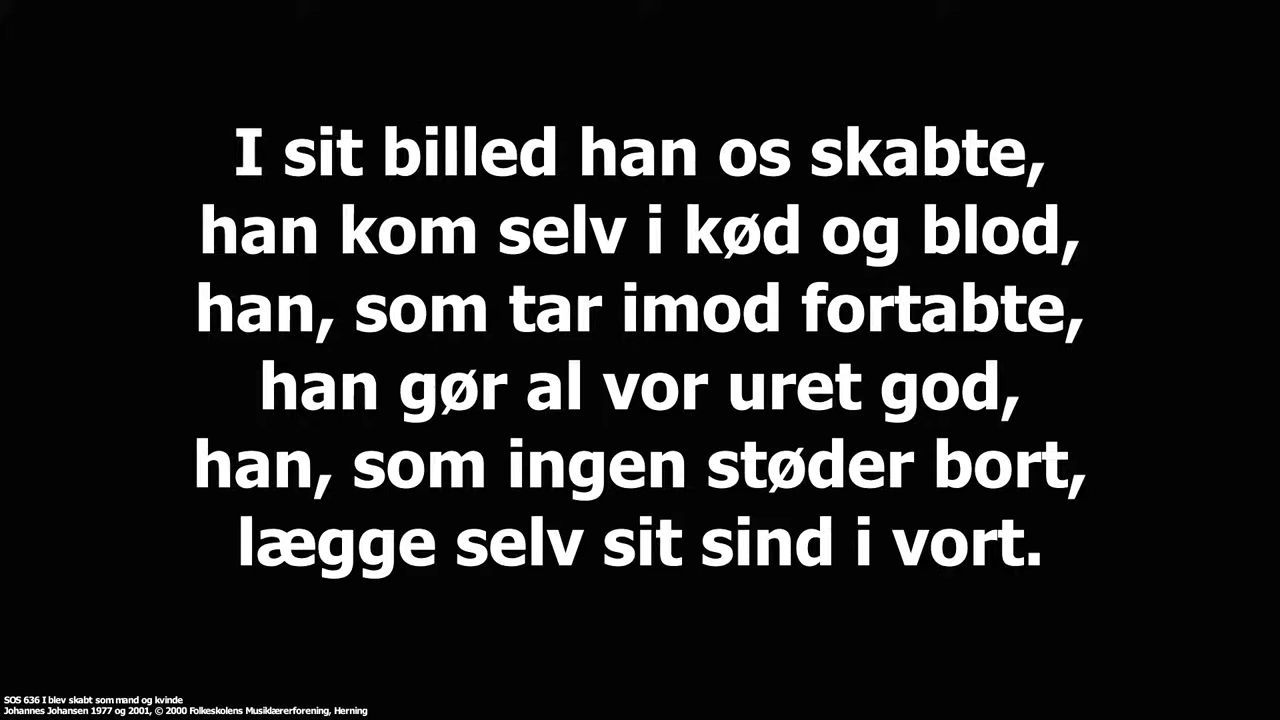 I sit billed han os skabte,
han kom selv i kød og blod,
han, som tar imod fortabte,
han gør al vor uret god,
han, som ingen støder bort,
lægge selv sit sind i vort.
SOS 636 I blev skabt som mand og kvinde
Johannes Johansen 1977 og 2001, © 2000 Folkeskolens Musiklærerforening, Herning